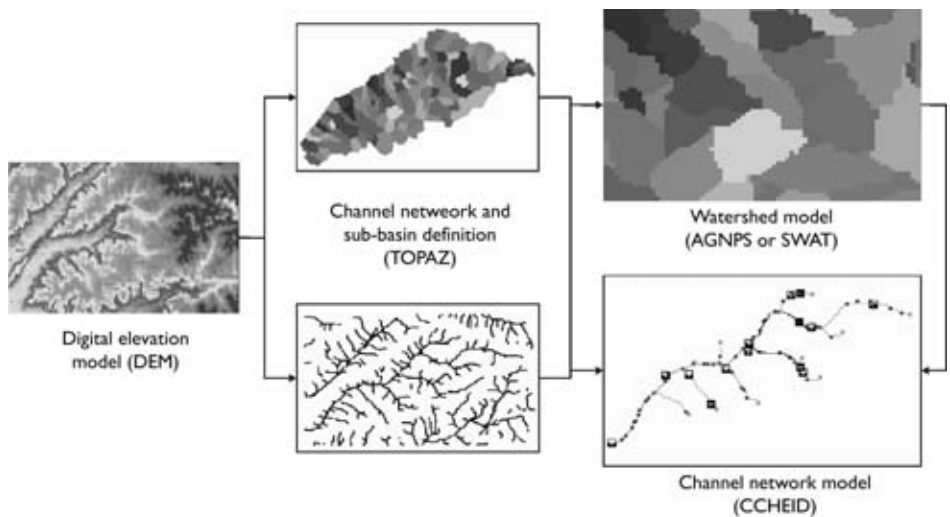 Digital elevation
model (DEM)
Channel netweork and
sub-basin definition
(TOPAZ)
Watershed model
(AGNPS or SWAT)
Channel network model
(CCHEID)